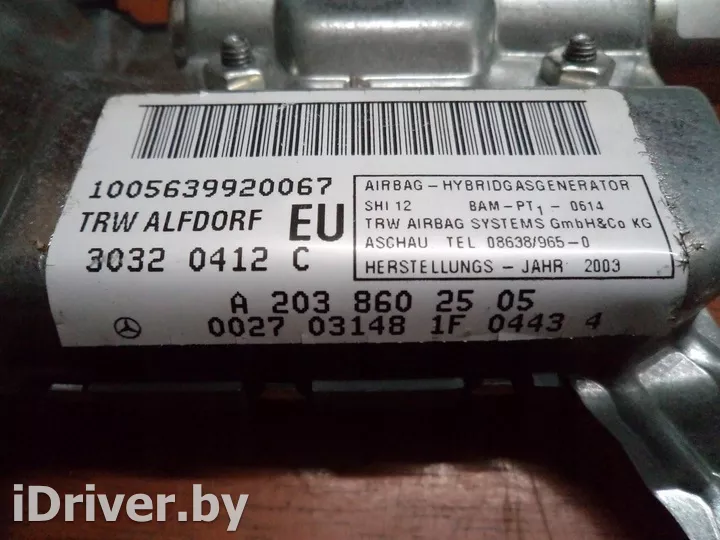 1005639920067
TRW ALFDORF EU
3032 0412 C
AIRBAG - HYBRIDGASGENERATOR
SHI 12 BAM-PT1 - 0614
TRW AIRBAG SYSTEMS GmbH&Co KG
ASCHAU TEL 08638/965-0
HERSTELLUNGS - JAHR 2003
A 203 860 25 05
0027 03148 1F 0443 4
iDriver.by